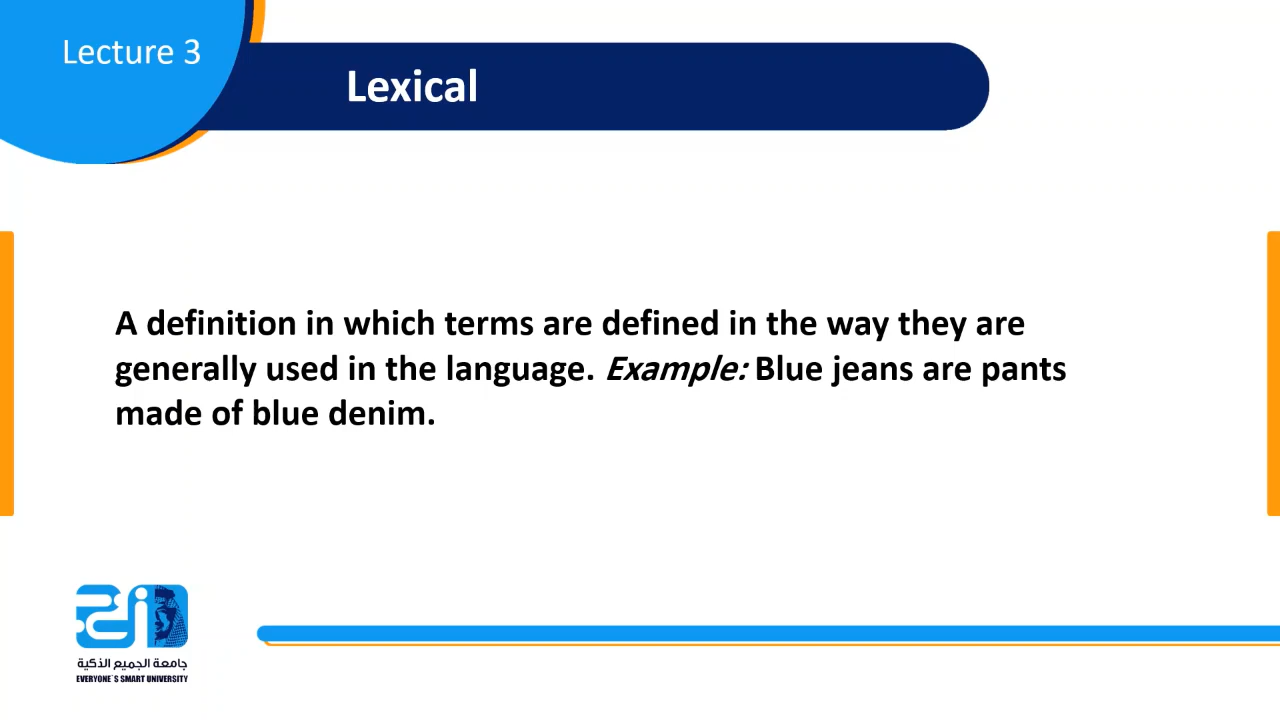 Lecture 3
Lexical
A definition in which terms are defined in the way they are
generally used in the language. Example: Blue jeans are pants
made of blue denim.
جامعة الجميع الذكية
EVERYONE`S SMART UNIVERSITY